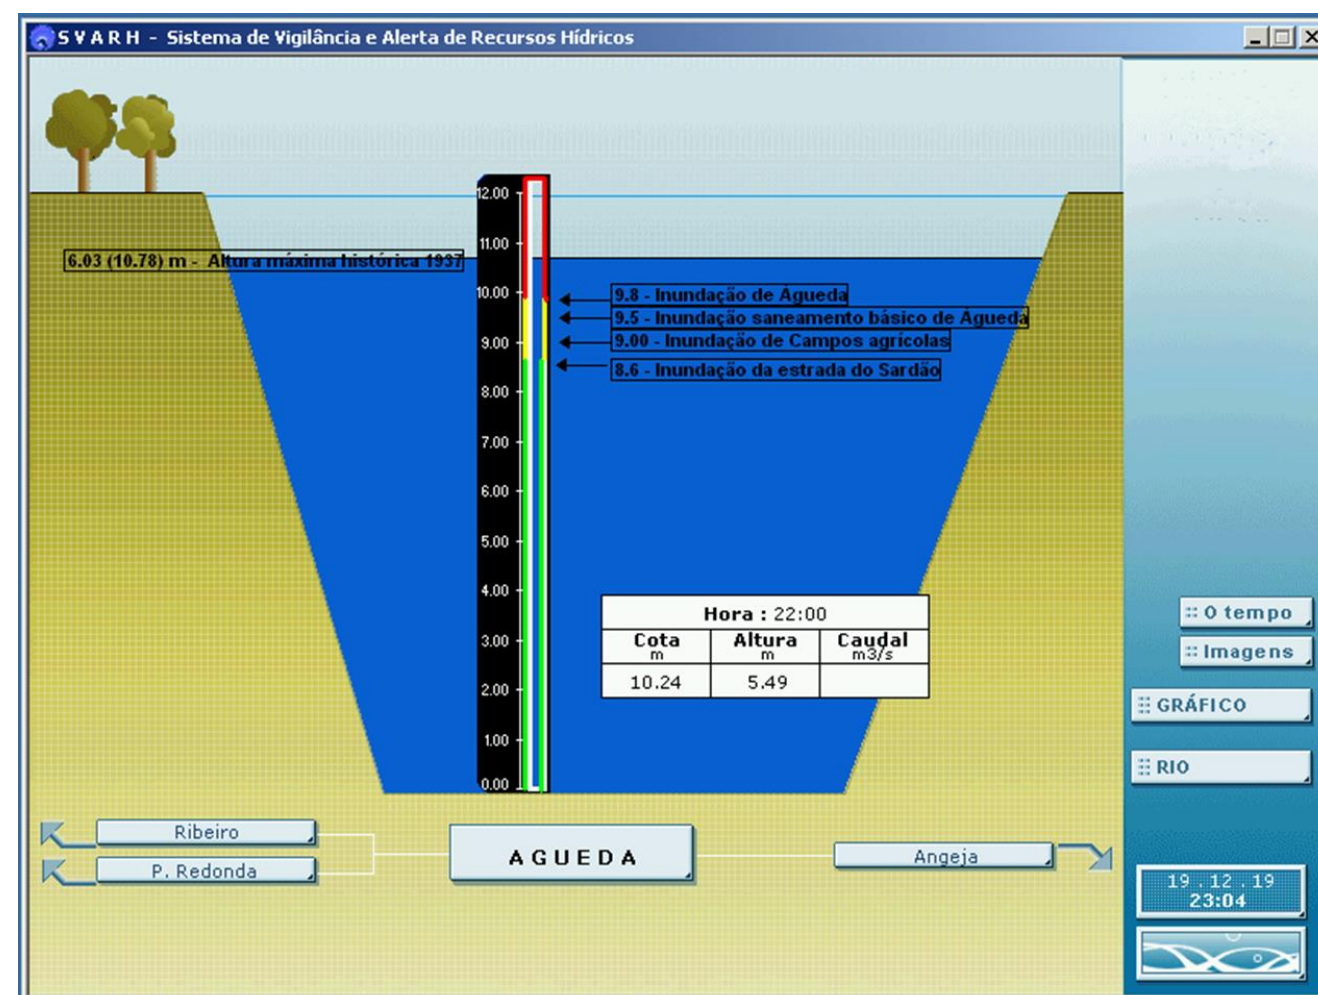 S V A R H - Sistema de Vigilância e Alerta de Recursos Hídricos
12.00
11.00
6.03 (10.78) m - Altura máxima histórica 1937
10.00
9.8 - Inundação de Águeda
9.5 - Inundação saneamento básico de Águeda
9.00
9.00 - Inundação de Campos agrícolas
8.6 - Inundação da estrada do Sardão
8.00
7.00
6.00
5.00
4.00
3.00
2.00
1.00
0.00
Hora : 22:00
Cota Altura Caudal
m m m3/s
10.24 5.49
O tempo
Imagens
GRÁFICO
RIO
Ribeiro
P. Redonda
A G U E D A
Angeja
19 . 12 . 19
23:04